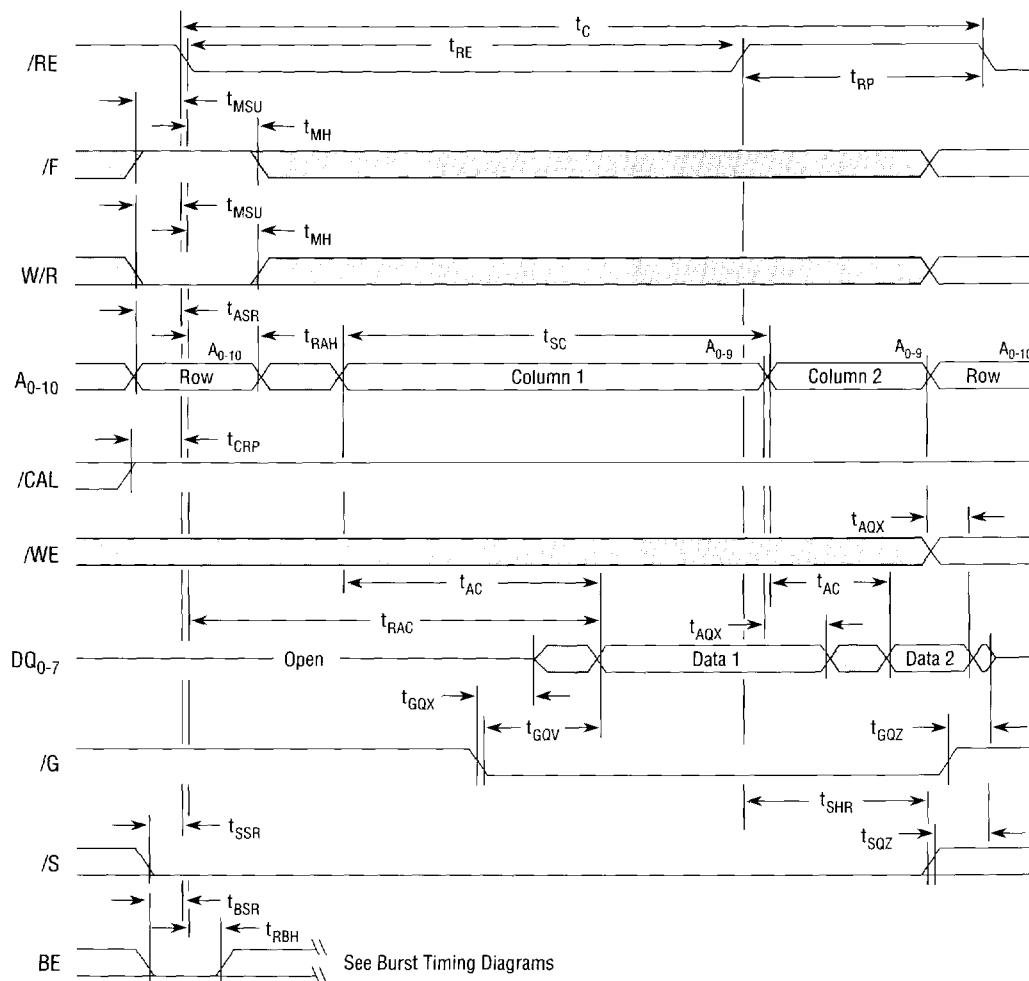 t_C
t_RE
/RE
t_RP
t_MSU
t_MH
/F
t_MSU
t_MH
W/R
t_ASR
t_RAH
t_SC
A_0-10
A_0-9
A_0-9
A_0-10
A_0-10
Row
Column 1
Column 2
Row
t_CRP
/CAL
t_AQX
/WE
t_AC
t_AC
t_RAC
t_AQX
DQ_0-7
Open
Data 1
Data 2
t_GQX
t_GQV
t_GQZ
/G
t_SHR
t_SSR
t_SQZ
/S
t_BSR
t_RBH
BE
See Burst Timing Diagrams